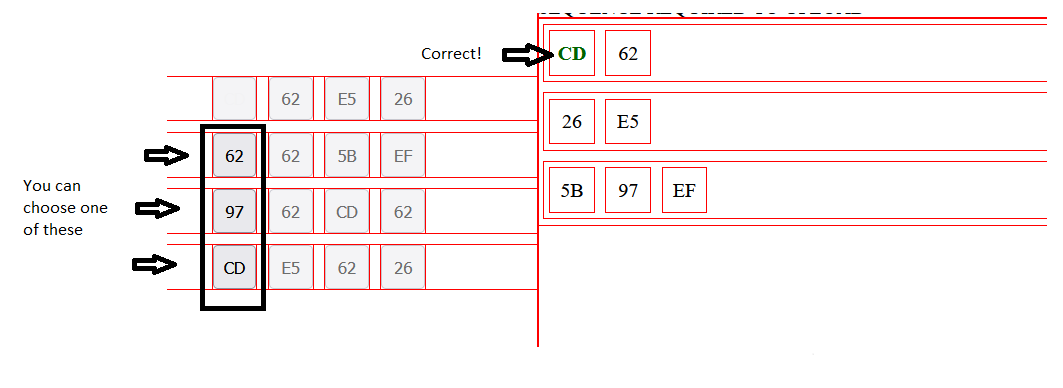 Correct!
CD 62
62 E5 26
26 E5
62 62 5B EF
You can
choose one
of these
97 62 CD 62
5B 97 EF
CD E5 62 26